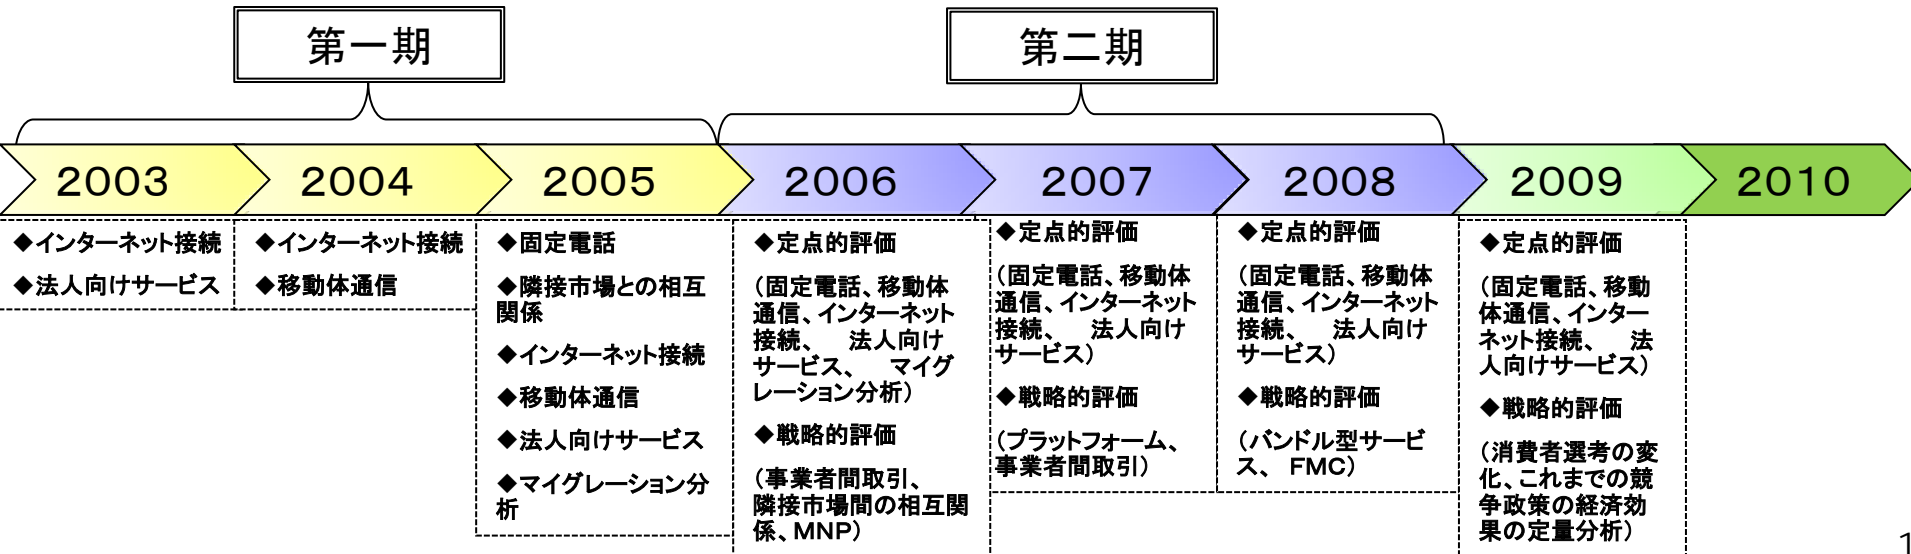 第一期
第二期
2003
2004
2005
2006
2007
2008
2009
2010
◆インターネット接続
◆法人向けサービス
◆インターネット接続
◆移動体通信
◆固定電話
◆隣接市場との相互
関係
◆インターネット接続
◆移動体通信
◆法人向けサービス
◆マイグレーション分
析
◆定点的評価
(固定電話、移動体
通信、インターネット
接続、　法人向け
サービス、　マイグ
レーション分析)
◆戦略的評価
(事業者間取引、
隣接市場間の相互関
係、MNP)
◆定点的評価
(固定電話、移動体
通信、インターネット
接続、　法人向け
サービス)
◆戦略的評価
(プラットフォーム、
事業者間取引)
◆定点的評価
(固定電話、移動体
通信、インターネット
接続、　法人向け
サービス)
◆戦略的評価
(バンドル型サービ
ス、 FMC)
◆定点的評価
(固定電話、移動
体通信、インター
ネット接続、　法
人向けサービス)
◆戦略的評価
(消費者選考の変
化、これまでの競
争政策の経済効
果の定量分析)
1